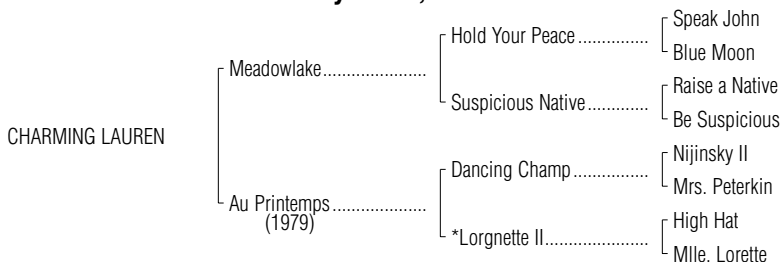 Speak John
Hold Your Peace...............
Blue Moon
Meadowlake......................
Raise a Native
Suspicious Native.............
Be Suspicious
CHARMING LAUREN
Nijinsky II
Dancing Champ................
Mrs. Peterkin
Au Printemps....................
(1979)
High Hat
*Lorgnette II......................
Mlle. Lorette